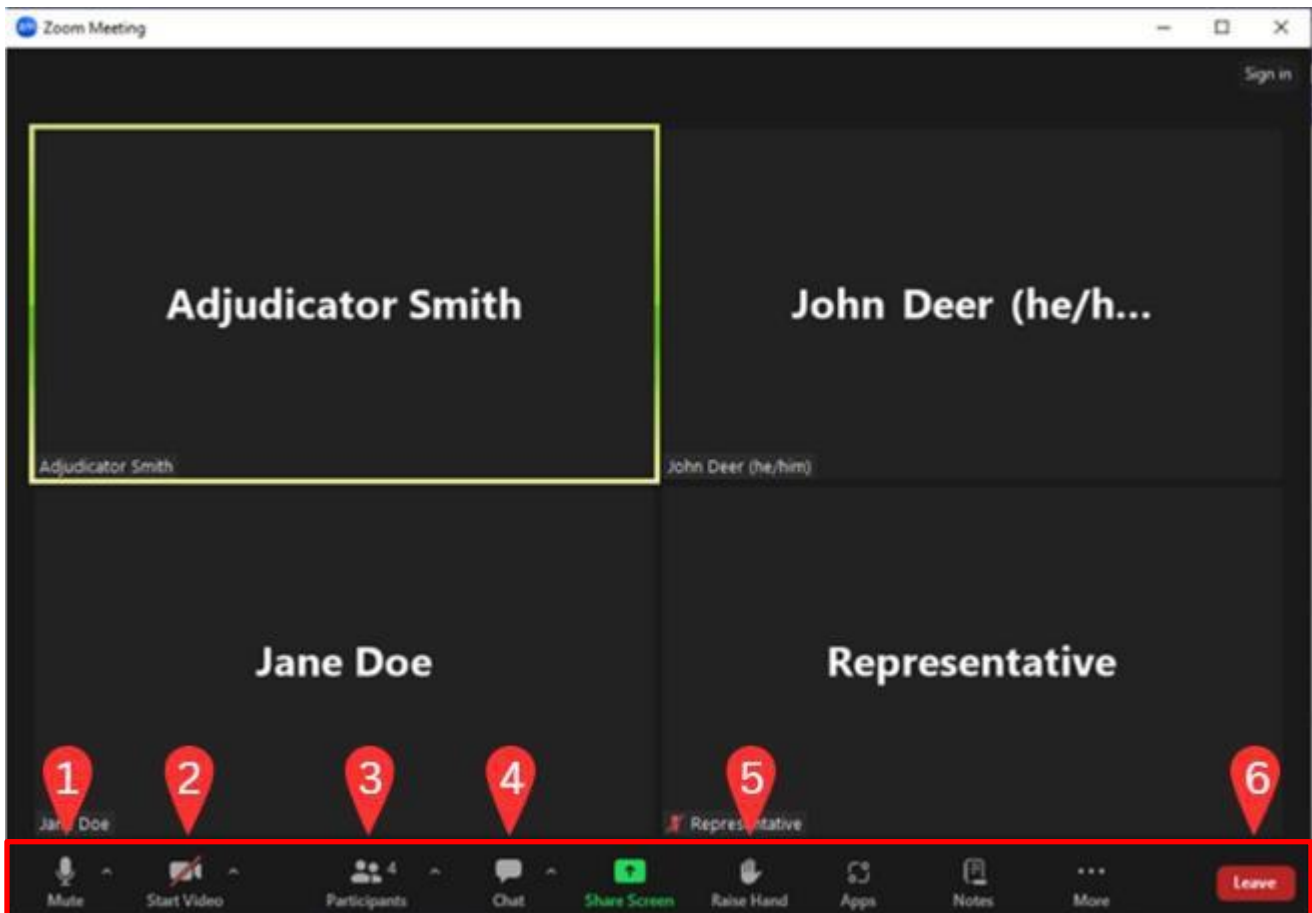 Zoom Meeting
Sign in
Adjudicator Smith
John Deer (he/h...
Adjudicator Smith
John Deer (he/him)
Jane Doe
Representative
1
2
3
4
5
6
Doe
4
Mute
Start Video
Participants
Chat
Share Screen
Raise Hand
Apps
Notes
More
Leave